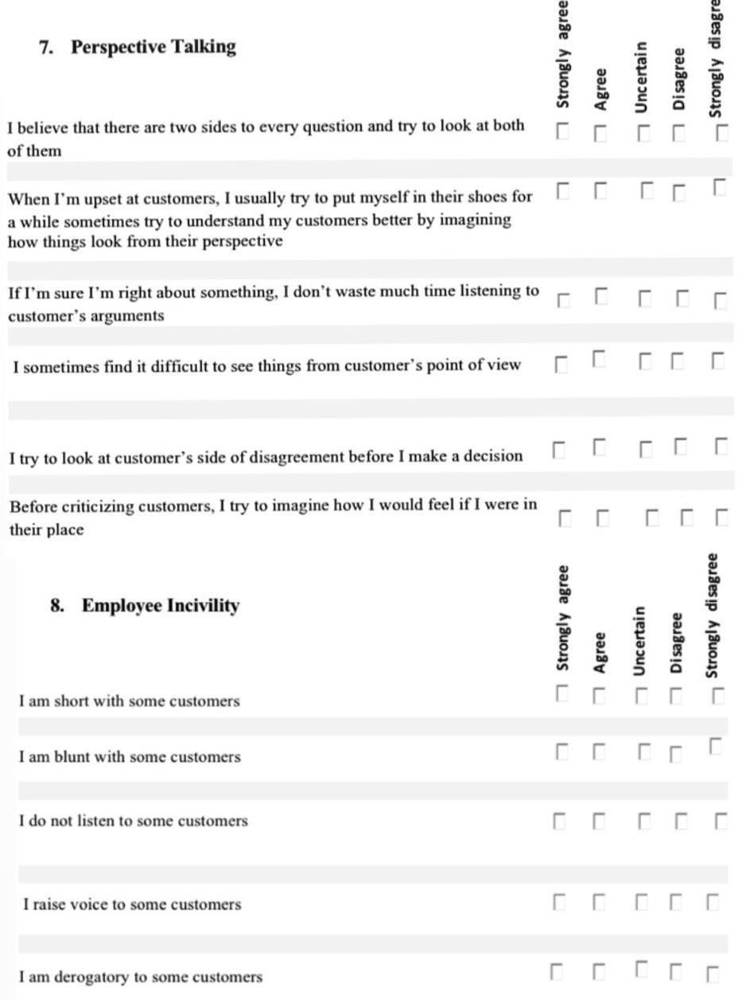 7. Perspective Talking
Strongly agree
Agree
Uncertain
Disagree
Strongly disagre
I believe that there are two sides to every question and try to look at both
of them
When I'm upset at customers, I usually try to put myself in their shoes for
a while sometimes try to understand my customers better by imagining
how things look from their perspective
If I'm sure I'm right about something, I don't waste much time listening to
customer's arguments
I sometimes find it difficult to see things from customer's point of view
I try to look at customer's side of disagreement before I make a decision
Before criticizing customers, I try to imagine how I would feel if I were in
their place
8. Employee Incivility
Strongly agree
Agree
Uncertain
Disagree
Strongly disagree
I am short with some customers
I am blunt with some customers
I do not listen to some customers
I raise voice to some customers
I am derogatory to some customers